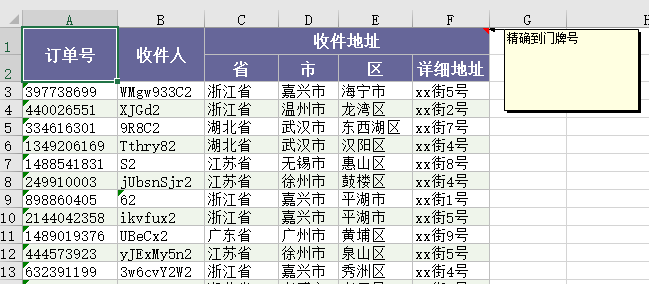 A B C D E F G H
1 订单号 收件人 收件地址 精确到门牌号
2 省 市 区 详细地址
3 397738699 WMgw933C2 浙江省 嘉兴市 海宁市 xx街5号
4 440026551 XJGd2 浙江省 温州市 龙湾区 xx街2号
5 334616301 9R8C2 湖北省 武汉市 东西湖区 xx街7号
6 1349206169 Tthry82 湖北省 武汉市 汉阳区 xx街4号
7 1488541831 S2 江苏省 无锡市 惠山区 xx街8号
8 249910003 jUbsnSjr2 江苏省 徐州市 鼓楼区 xx街4号
9 898860405 62 浙江省 嘉兴市 平湖市 xx街1号
10 2144042358 ikvfux2 浙江省 嘉兴市 平湖市 xx街5号
11 1489019376 UBeCx2 广东省 广州市 黄埔区 xx街9号
12 444573923 yJExMy5n2 江苏省 徐州市 泉山区 xx街5号
13 632391199 3w6cvY2W2 浙江省 嘉兴市 秀洲区 xx街4号